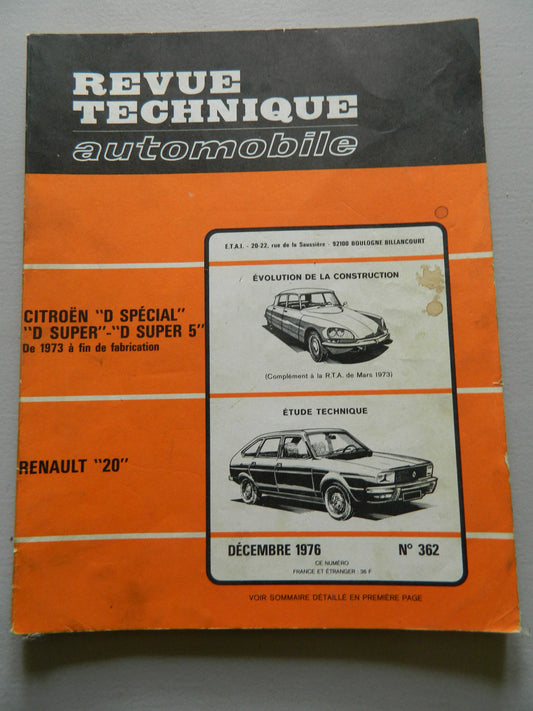 REVUE
TECHNIQUE
automobile
E.T.A.I. - 20-22, rue de la Saussière - 92100 BOULOGNE BILLANCOURT
ÉVOLUTION DE LA CONSTRUCTION
(Complément à la R.T.A. de Mars 1973)
CITROËN "D SPÉCIAL"
"D SUPER"-"D SUPER 5"
De 1973 à fin de fabrication
ÉTUDE TECHNIQUE
RENAULT "20"
DÉCEMBRE 1976 N° 362
CE NUMÉRO
FRANCE ET ÉTRANGER : 36 F
VOIR SOMMAIRE DÉTAILLÉ EN PREMIÈRE PAGE